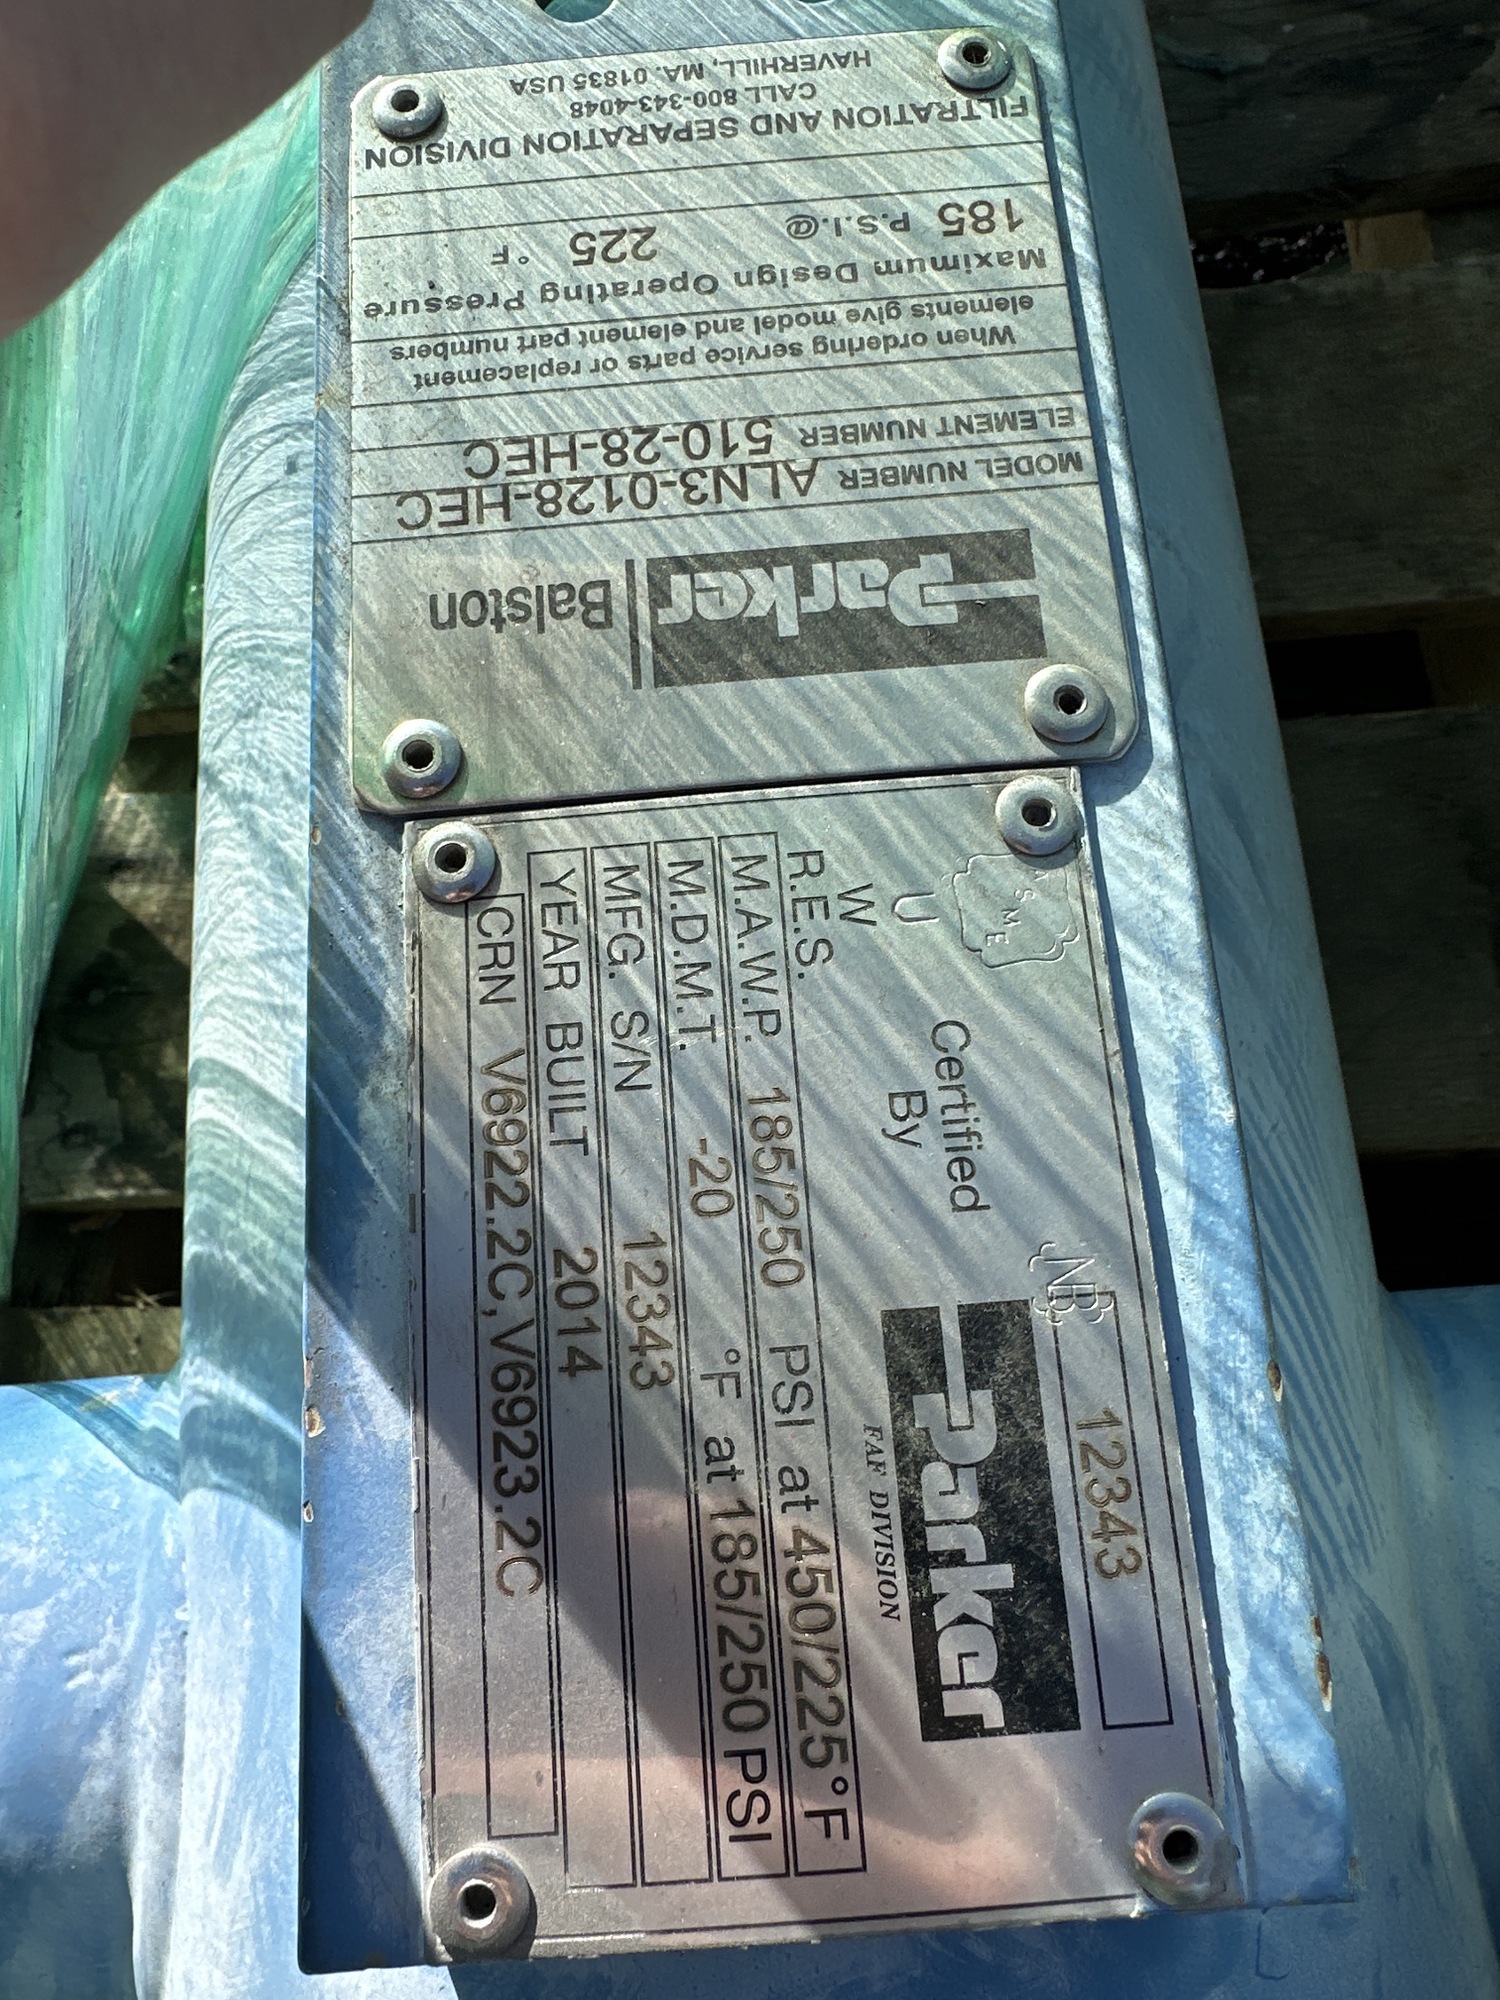 Parker | Balston
MODEL NUMBER ALN3-0128-HEC
ELEMENT NUMBER 510-28-HEC
When ordering service parts or replacement
elements give model and element part numbers
Maximum Design Operating Pressure
185 P.S.I.@ 225 °F
FILTRATION AND SEPARATION DIVISION
CALL 800-343-4048
HAVERHILL, MA. 01835 USA
ASME
U
W
R.E.S.
Certified
By
NB 12343
Parker
FAF DIVISION
M.A.W.P. 185/250 PSI at 450/225°F
M.D.M.T. -20 °F at 185/250 PSI
MFG. S/N 12343
YEAR BUILT 2014
CRN V6922.2C,V6923.2C